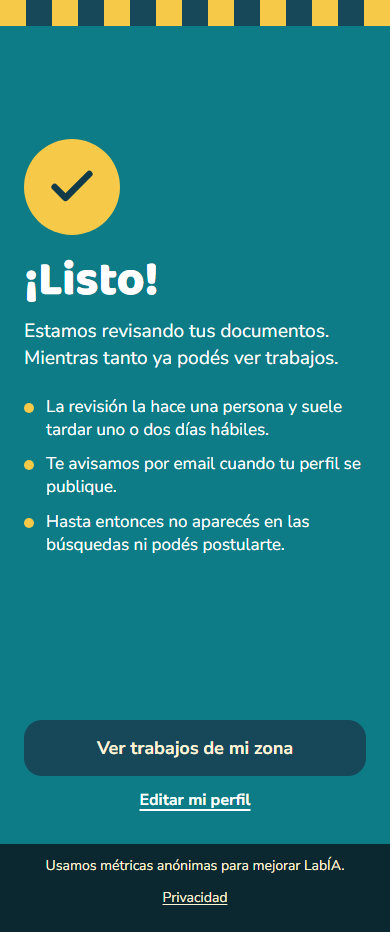 ¡Listo!
Estamos revisando tus documentos.
Mientras tanto ya podés ver trabajos.
La revisión la hace una persona y suele
tardar uno o dos días hábiles.
Te avisamos por email cuando tu perfil se
publique.
Hasta entonces no aparecés en las
búsquedas ni podés postularte.
Ver trabajos de mi zona
Editar mi perfil
Usamos métricas anónimas para mejorar LabÍA.
Privacidad